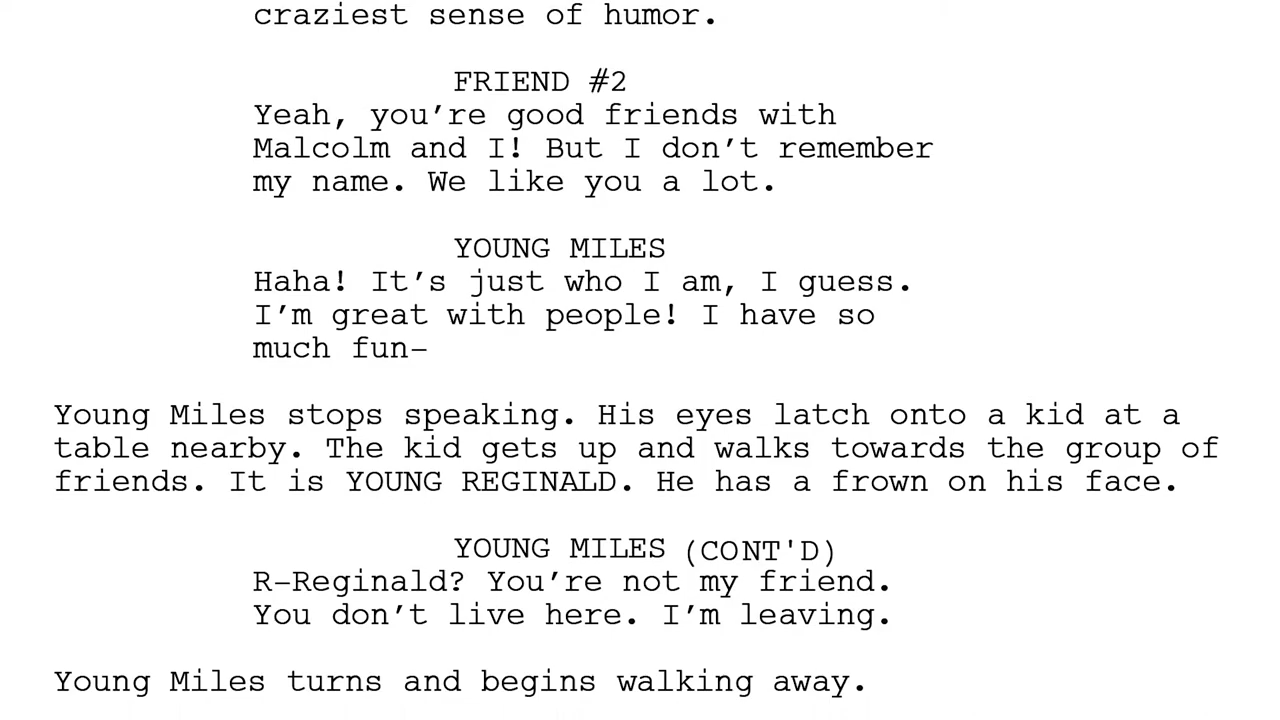 craziest sense of humor.
FRIEND #2
Yeah, you’re good friends with
Malcolm and I! But I don’t remember
my name. We like you a lot.
YOUNG MILES
Haha! It’s just who I am, I guess.
I’m great with people! I have so
much fun–
Young Miles stops speaking. His eyes latch onto a kid at a
table nearby. The kid gets up and walks towards the group of
friends. It is YOUNG REGINALD. He has a frown on his face.
YOUNG MILES (CONT'D)
R–Reginald? You’re not my friend.
You don’t live here. I’m leaving.
Young Miles turns and begins walking away.